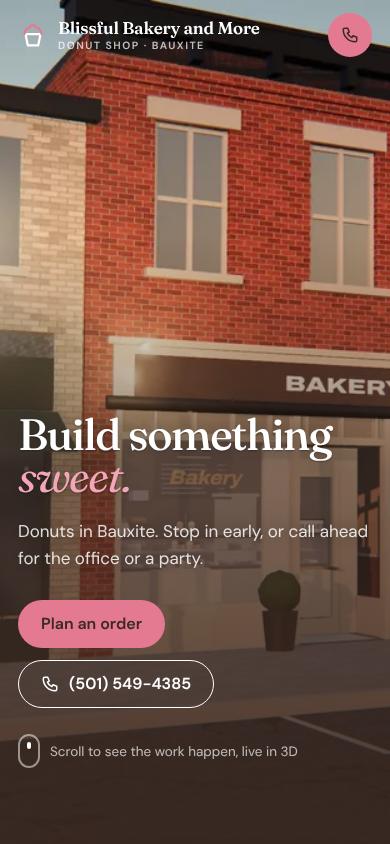 Blissful Bakery and More
DONUT SHOP · BAUXITE
BAKERY
Build something
sweet.
Bakery
Donuts in Bauxite. Stop in early, or call ahead
for the office or a party.
Plan an order
(501) 549-4385
Scroll to see the work happen, live in 3D